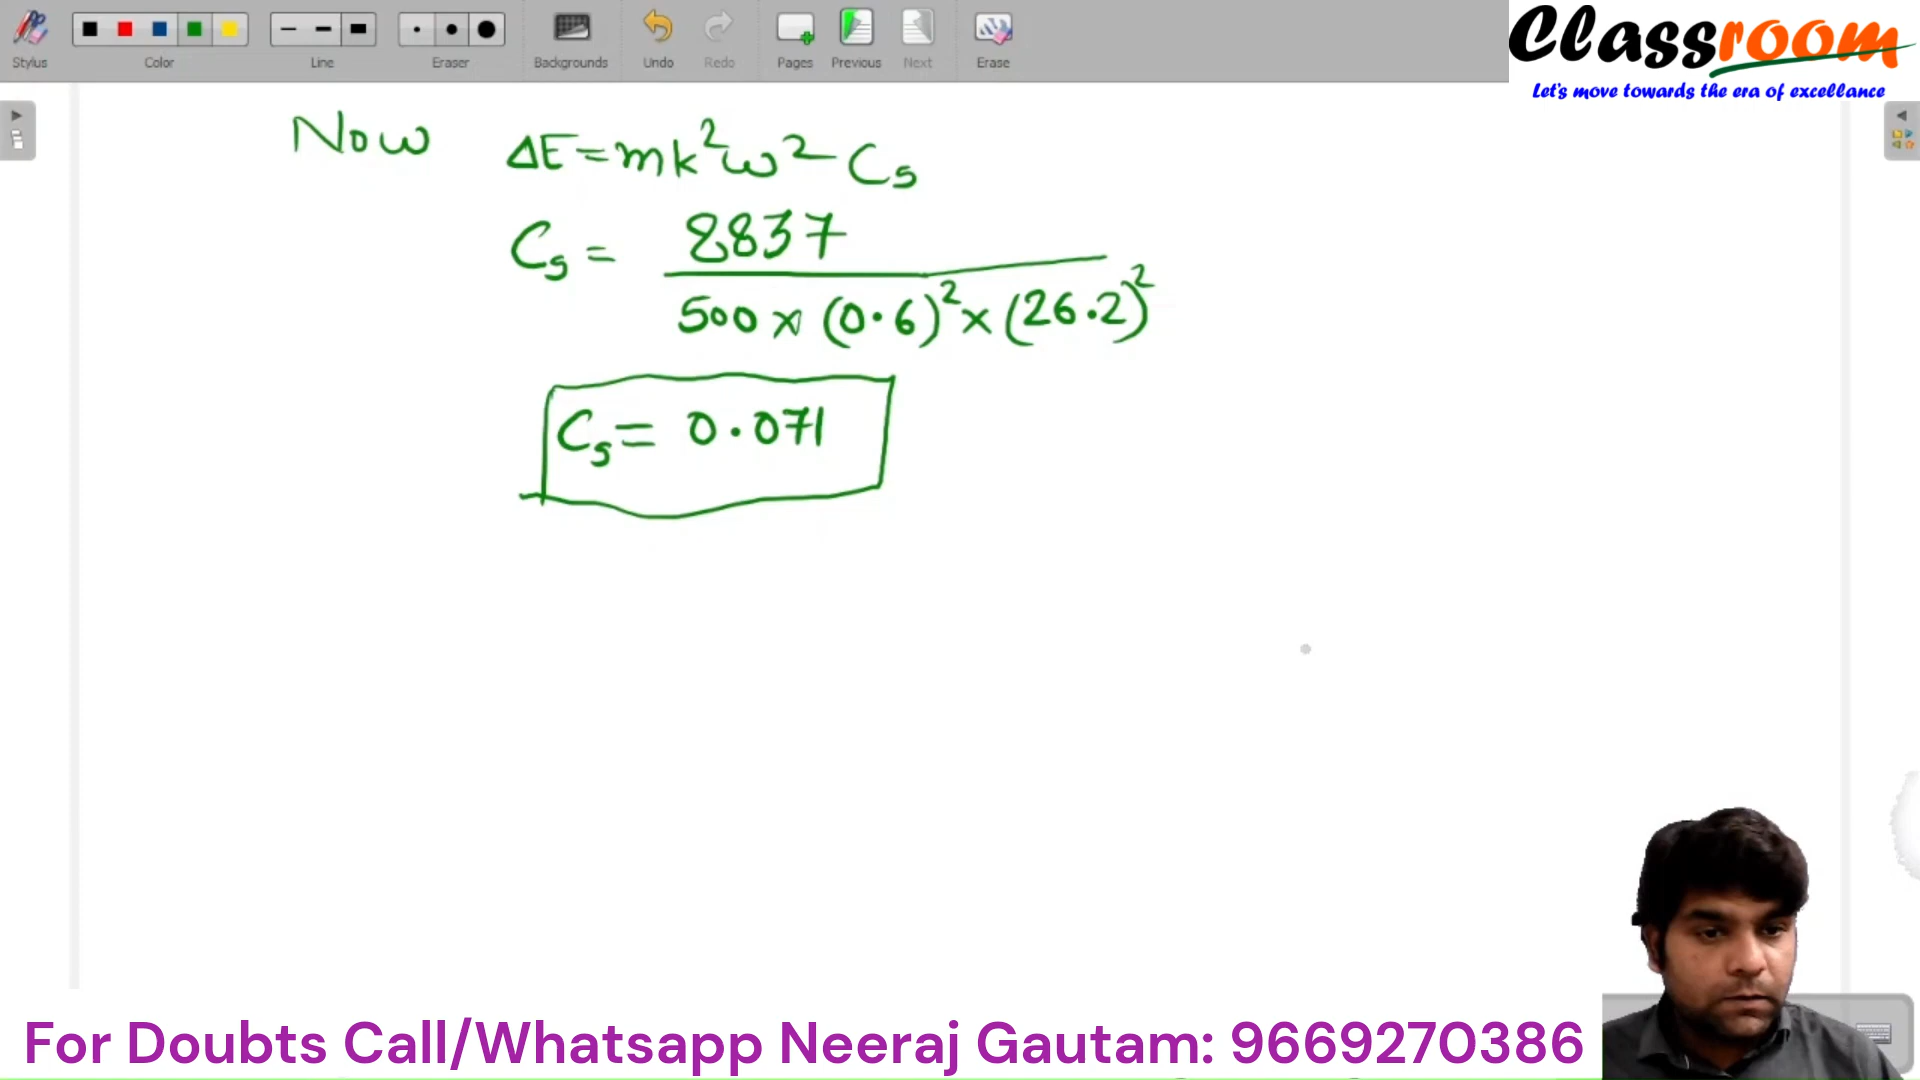 Classroom
Let's move towards the era of excellance
Stylus Color Line Eraser Backgrounds Undo Redo Pages Previous Next Erase
Now ΔE = mk²ω² Cs
Cs = 8837
500 × (0.6)² × (26.2)²
Cs = 0.071
For Doubts Call/Whatsapp Neeraj Gautam: 9669270386